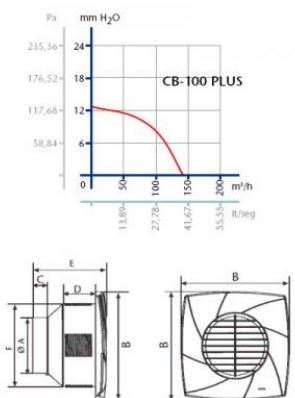 Pa mm H₂O
235,36 24
176,52 18
CB-100 PLUS
117,68 12
58,84 6
0 50 100 150 200 m³/h
13,89 27,78 41,67 55,55 lt/seg
E
C
D
B
F
Ø A
B
B